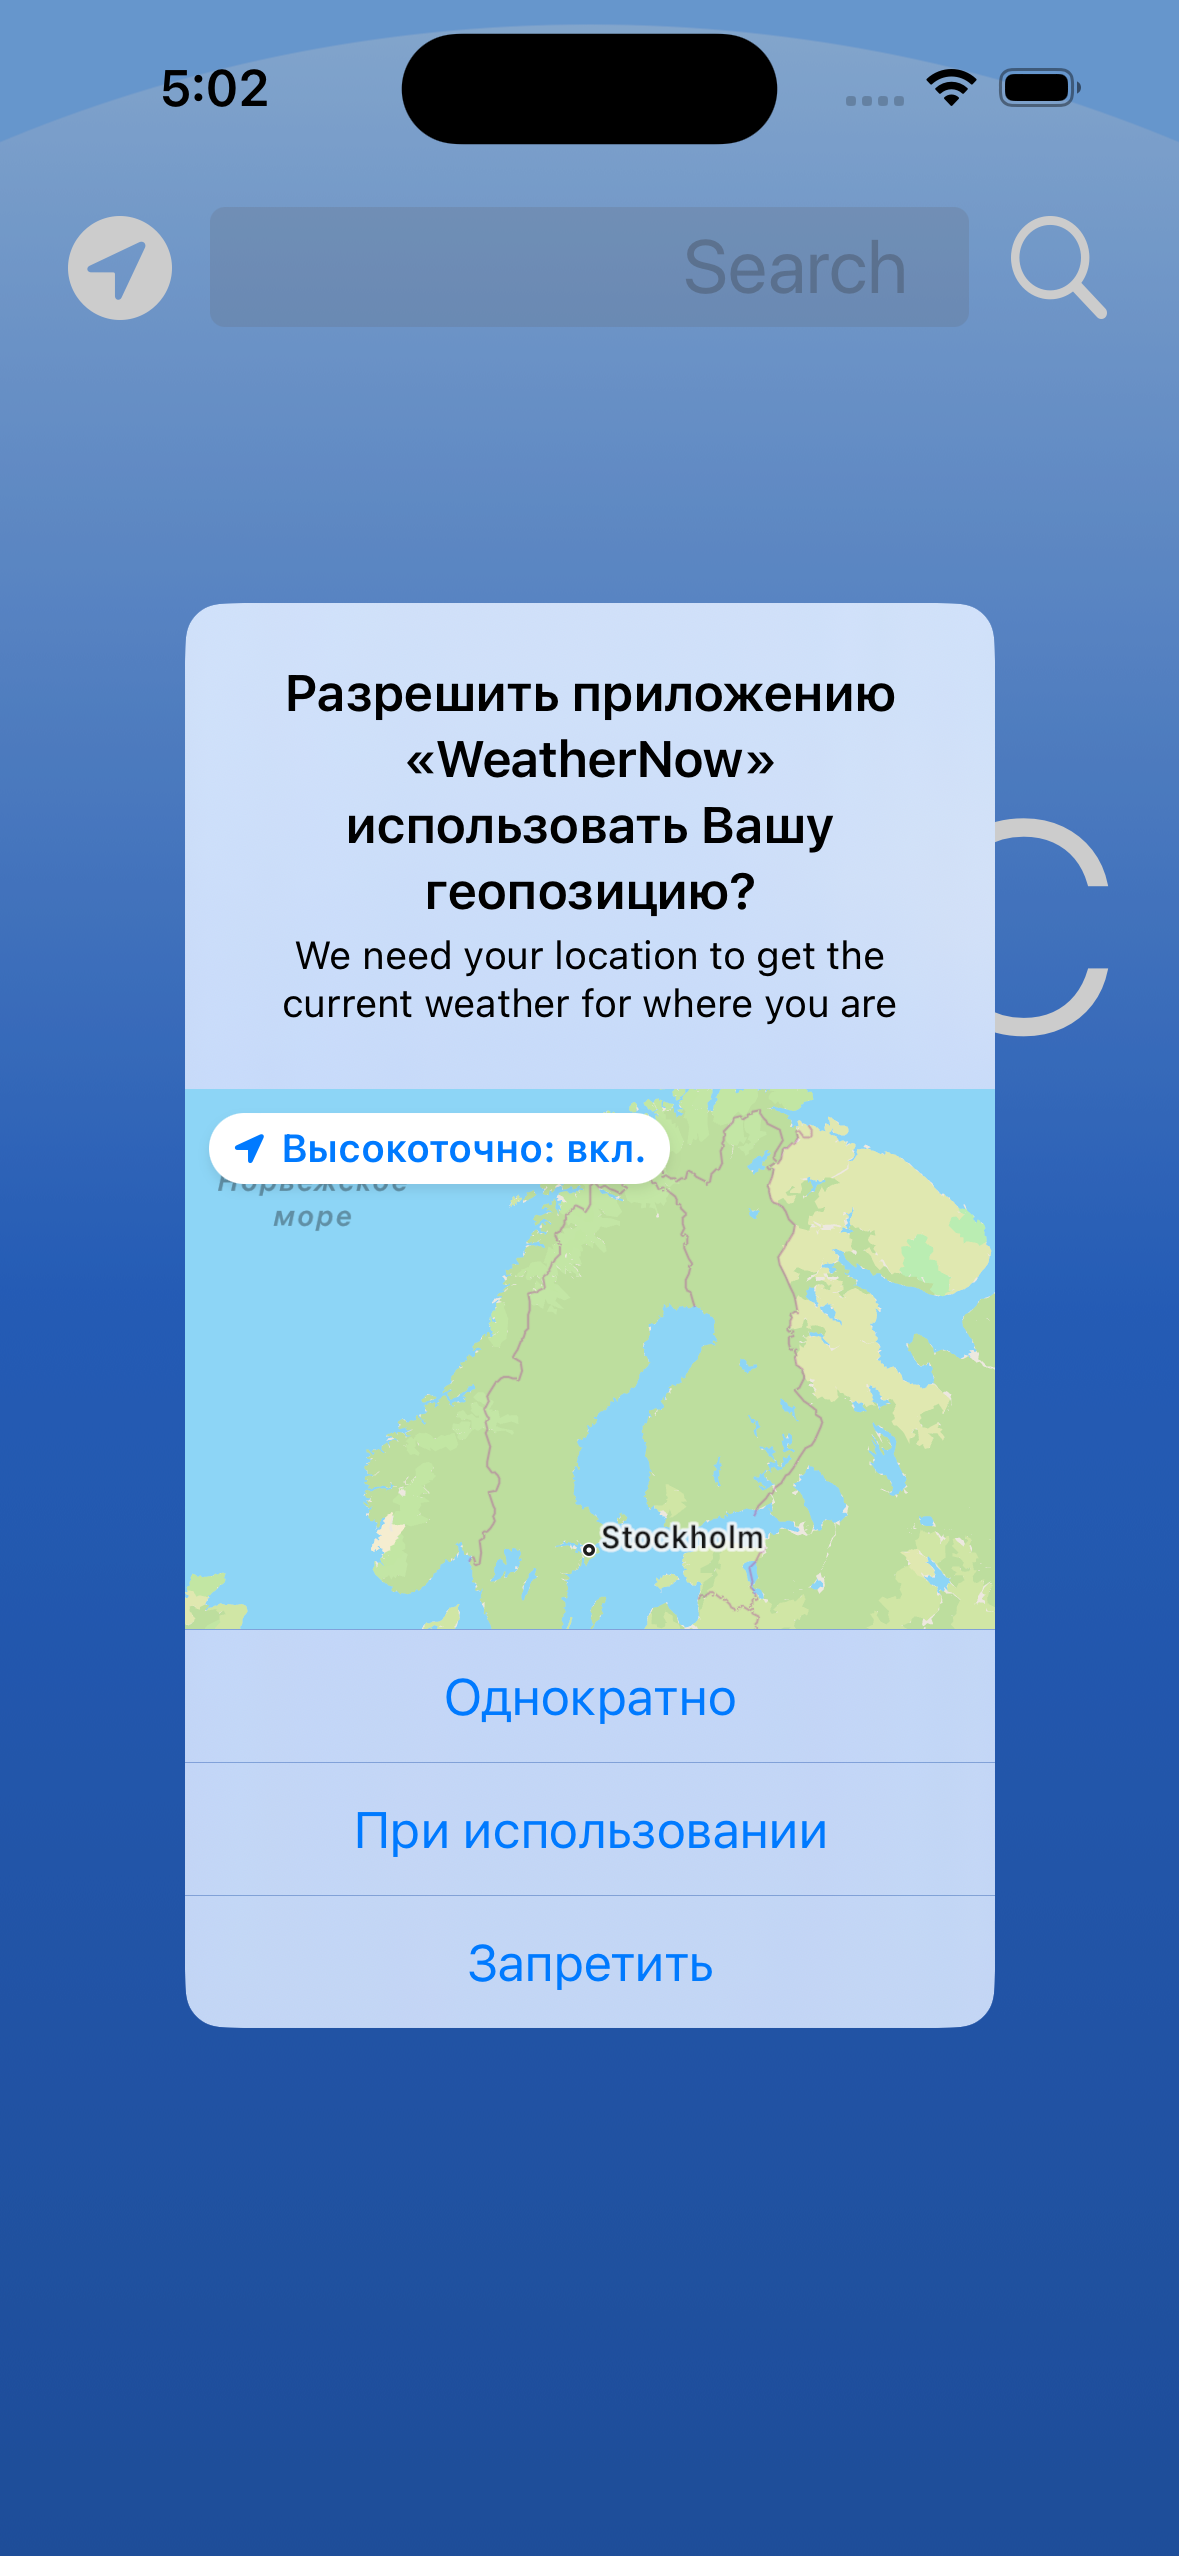 5:02
Search
Разрешить приложению
«WeatherNow»
использовать Вашу
геопозицию?
We need your location to get the
current weather for where you are
C
Высокоточно: вкл.
Норвежское
море
Stockholm
Однократно
При использовании
Запретить